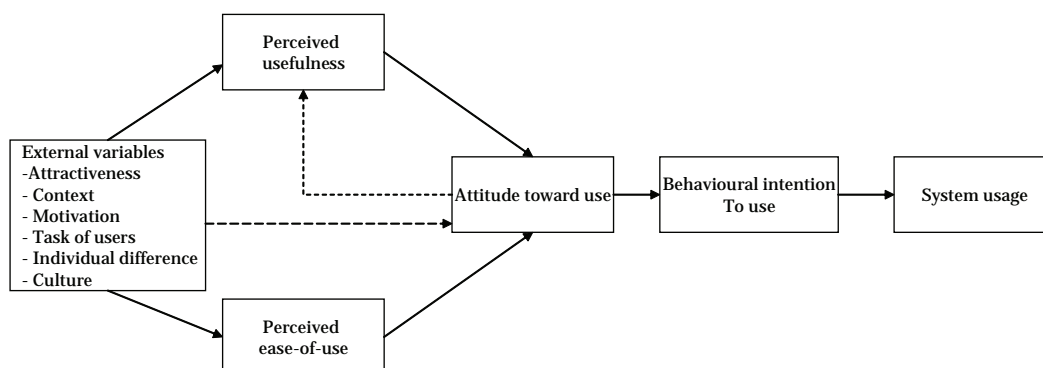 Perceived
usefulness
External variables
-Attractiveness
- Context
- Motivation
- Task of users
- Individual difference
- Culture
Attitude toward use
Behavioural intention
To use
System usage
Perceived
ease-of-use